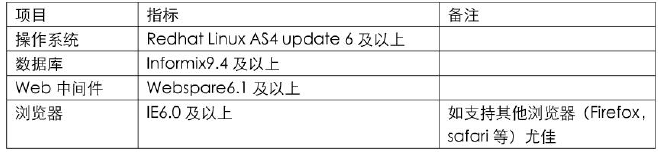 项目 指标 备注
操作系统 Redhat Linux AS4 update 6 及以上
数据库 Informix9.4 及以上
Web 中间件 Webspare6.1 及以上
浏览器 IE6.0 及以上 如支持其他浏览器（Firefox，
safari 等）尤佳